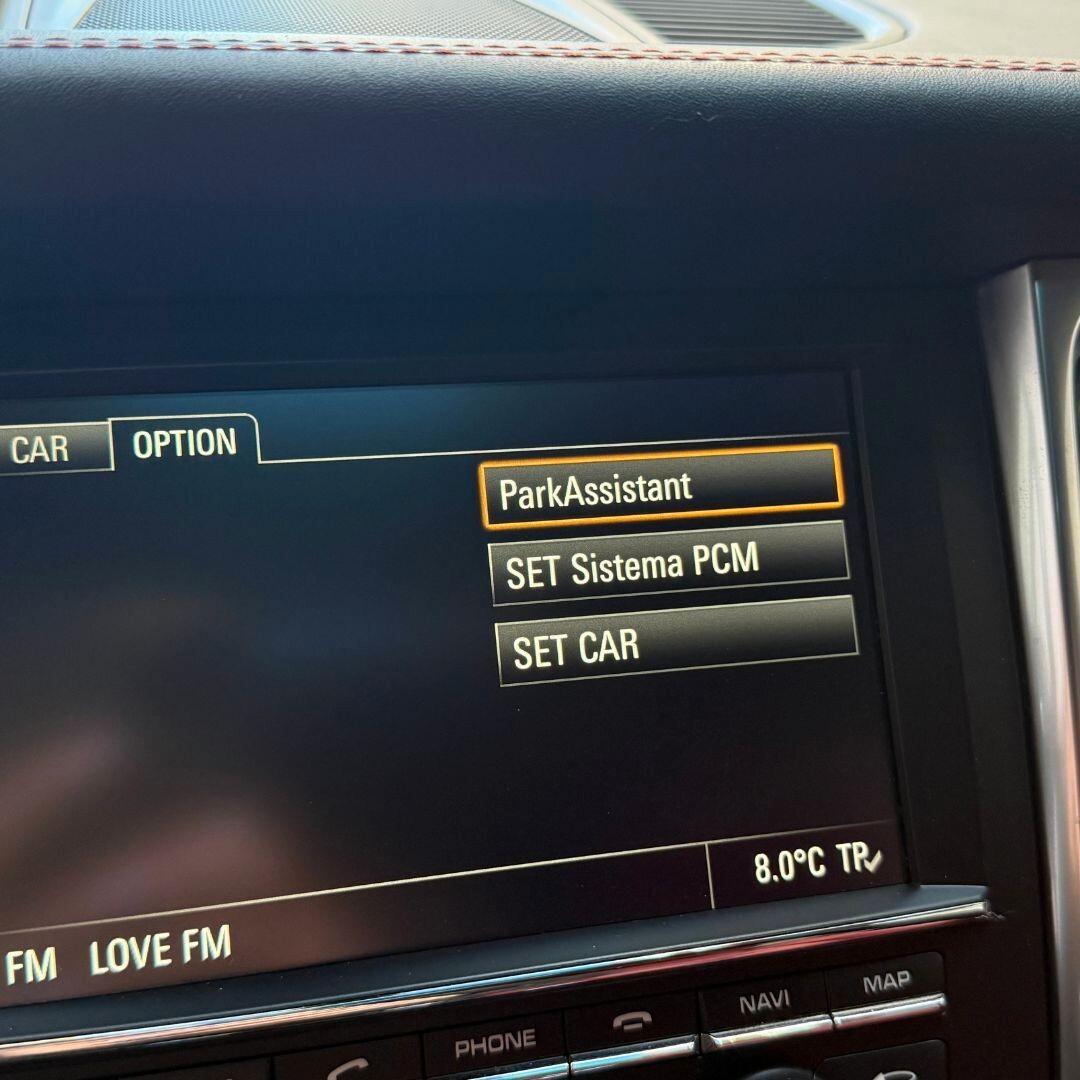 CAR OPTION
ParkAssistant
SET Sistema PCM
SET CAR
8.0°C TP
FM LOVE FM
PHONE NAVI MAP